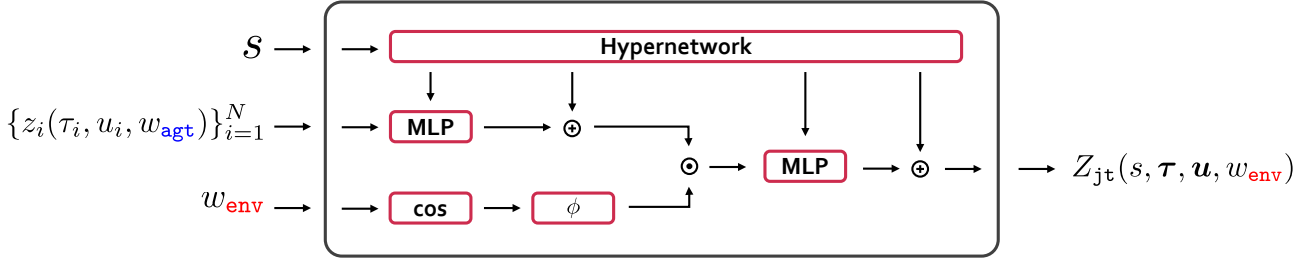 s
Hypernetwork
{z_i(τ_i, u_i, w_agt)}_{i=1}^N
MLP
MLP
Z_jt(s, τ, u, w_env)
w_env
cos
ϕ